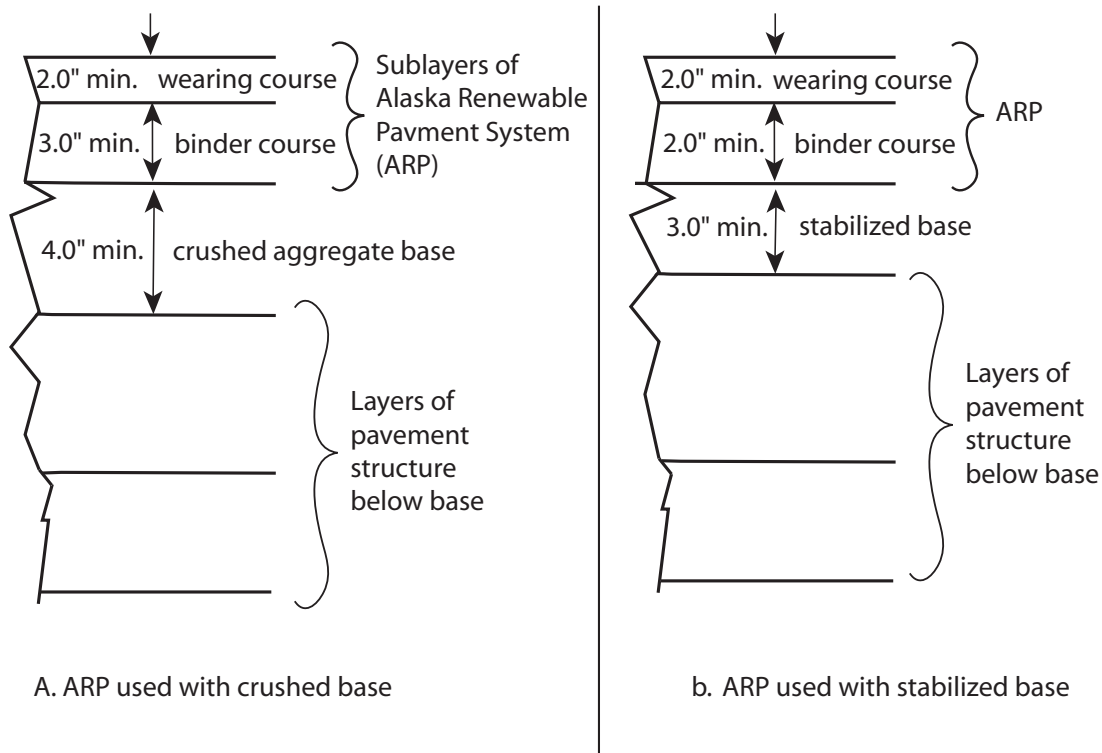 2.0" min. wearing course
3.0" min. binder course
Sublayers of
Alaska Renewable
Pavment System
(ARP)
4.0" min. crushed aggregate base
Layers of
pavement
structure
below base
A. ARP used with crushed base
2.0" min. wearing course
2.0" min. binder course
ARP
3.0" min. stabilized base
Layers of
pavement
structure
below base
b. ARP used with stabilized base